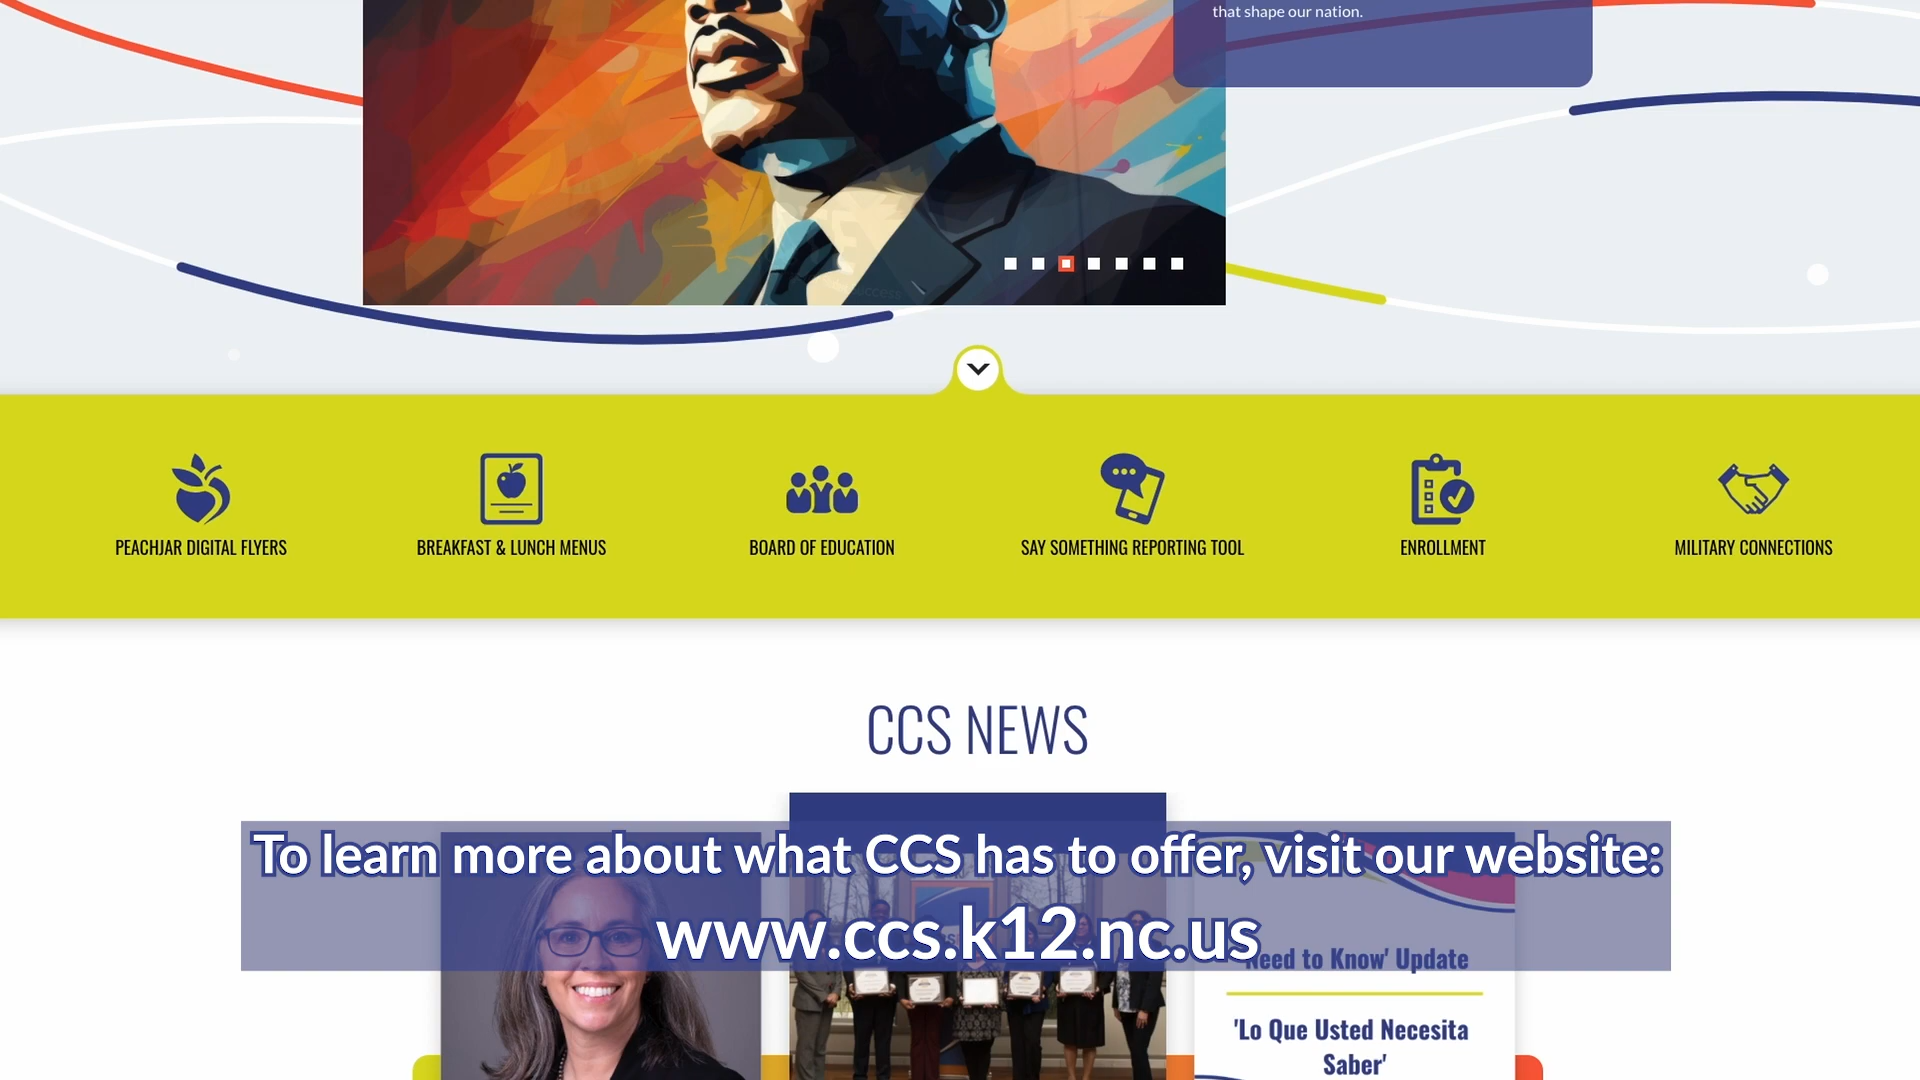 that shape our nation.
PEACHJAR DIGITAL FLYERS
BREAKFAST & LUNCH MENUS
BOARD OF EDUCATION
SAY SOMETHING REPORTING TOOL
ENROLLMENT
MILITARY CONNECTIONS
CCS NEWS
To learn more about what CCS has to offer, visit our website:
www.ccs.k12.nc.us
Need to Know' Update
'Lo Que Usted Necesita
Saber'